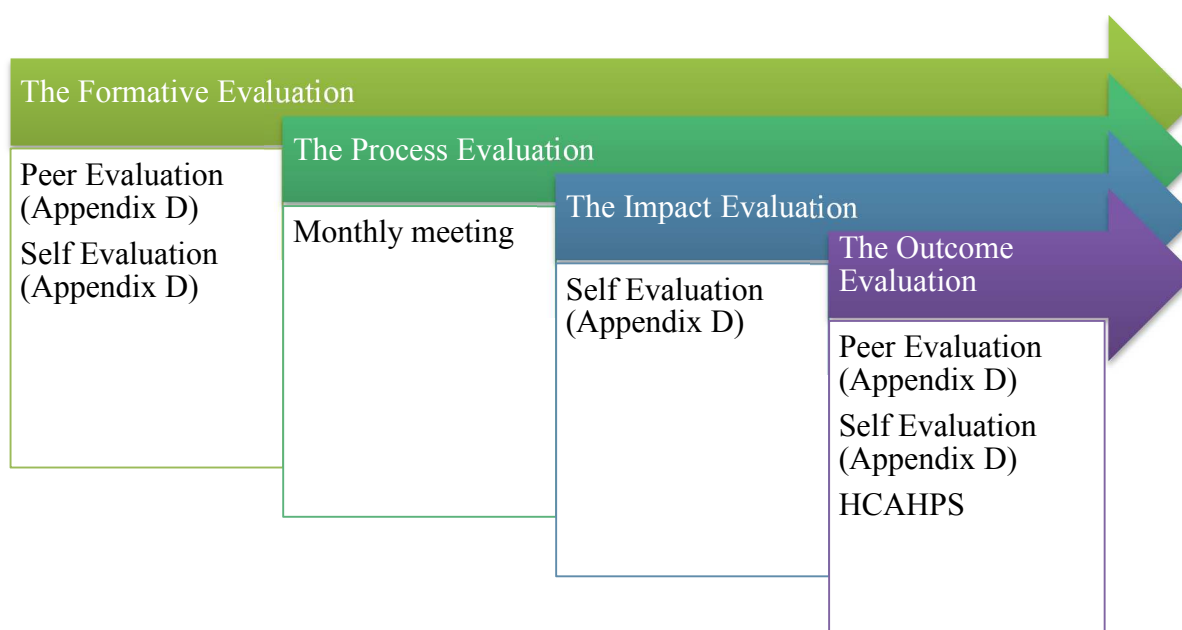 The Formative Evaluation
Peer Evaluation
(Appendix D)
Self Evaluation
(Appendix D)
The Process Evaluation
Monthly meeting
The Impact Evaluation
Self Evaluation
(Appendix D)
The Outcome
Evaluation
Peer Evaluation
(Appendix D)
Self Evaluation
(Appendix D)
HCAHPS